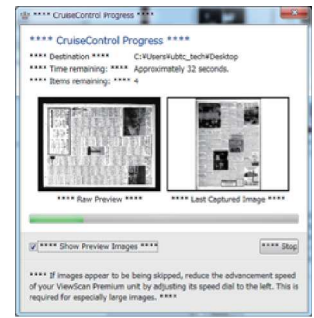 **** CruiseControl Progress ****
**** CruiseControl Progress ****
**** Destination **** C:¥Users¥ubtc_tech¥Desktop
**** Time remaining: **** Approximately 32 seconds.
**** Items remaining: **** 4
**** Raw Preview **** **** Last Captured Image ****
**** Show Preview Images **** **** Stop
**** If images appear to be being skipped, reduce the advancement speed
of your ViewScan Premium unit by adjusting its speed dial to the left. This is
required for especially large images. ****